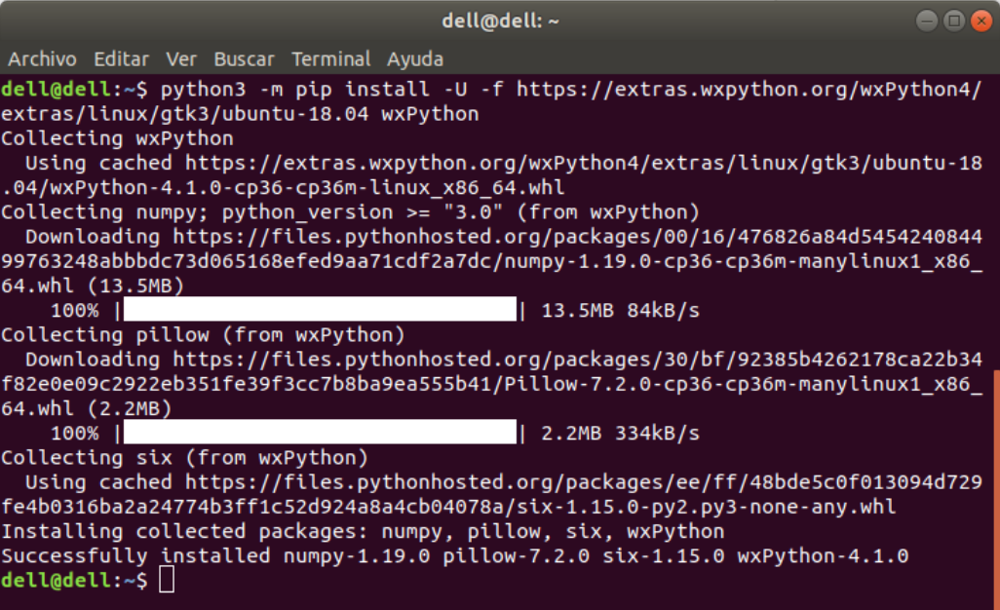 dell@dell: ~
Archivo Editar Ver Buscar Terminal Ayuda
dell@dell:~$ python3 -m pip install -U -f https://extras.wxpython.org/wxPython4/
extras/linux/gtk3/ubuntu-18.04 wxPython
Collecting wxPython
  Using cached https://extras.wxpython.org/wxPython4/extras/linux/gtk3/ubuntu-18
.04/wxPython-4.1.0-cp36-cp36m-linux_x86_64.whl
Collecting numpy; python_version >= "3.0" (from wxPython)
  Downloading https://files.pythonhosted.org/packages/00/16/476826a84d5454240844
99763248abbbdc73d065168efed9aa71cdf2a7dc/numpy-1.19.0-cp36-cp36m-manylinux1_x86_
64.whl (13.5MB)
    100% || 13.5MB 84kB/s
Collecting pillow (from wxPython)
  Downloading https://files.pythonhosted.org/packages/30/bf/92385b4262178ca22b34
f82e0e09c2922eb351fe39f3cc7b8ba9ea555b41/Pillow-7.2.0-cp36-cp36m-manylinux1_x86_
64.whl (2.2MB)
    100% || 2.2MB 334kB/s
Collecting six (from wxPython)
  Using cached https://files.pythonhosted.org/packages/ee/ff/48bde5c0f013094d729
fe4b0316ba2a24774b3ff1c52d924a8a4cb04078a/six-1.15.0-py2.py3-none-any.whl
Installing collected packages: numpy, pillow, six, wxPython
Successfully installed numpy-1.19.0 pillow-7.2.0 six-1.15.0 wxPython-4.1.0
dell@dell:~$